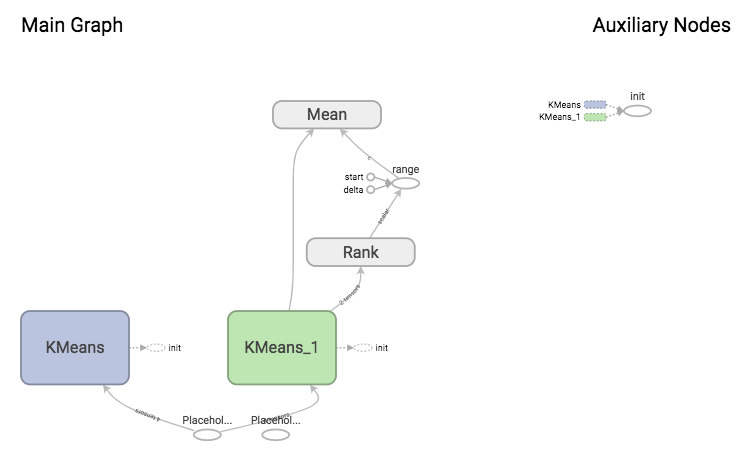 Main Graph
Auxiliary Nodes
Mean
init
KMeans
KMeans_1
range
start
delta
scalar
Rank
2 tensors
KMeans
init
KMeans_1
init
4 tensors
Placehol...
Placehol...